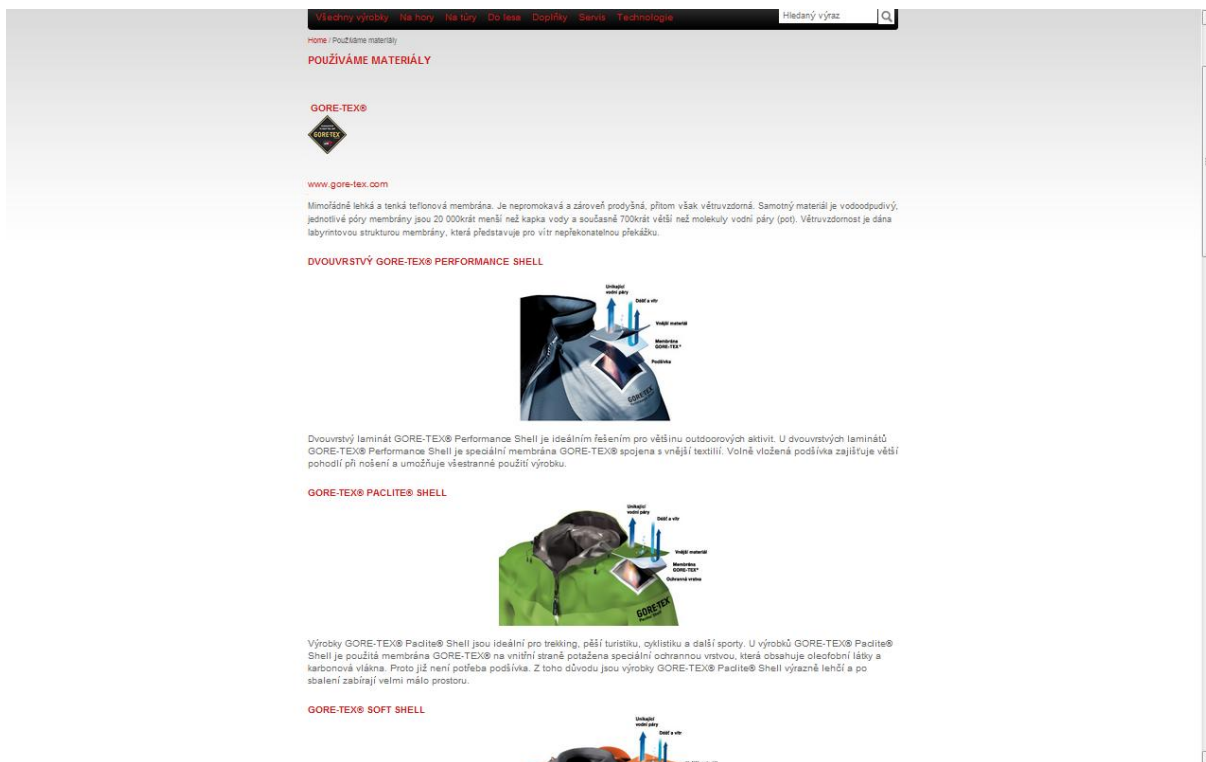 Všechny výrobky Na hory Na túry Do lesa Doplňky Servis Technologie
Hledaný výraz
Home / Používáme materiály
POUŽÍVÁME MATERIÁLY
GORE-TEX®
GORE-TEX
www.gore-tex.com
Mimořádně lehká a tenká teflonová membrána. Je nepromokavá a zároveň prodyšná, přitom však větruvzdorná. Samotný materiál je vodoodpudivý,
jednotlivé póry membrány jsou 20 000krát menší než kapka vody a současně 700krát větší než molekuly vodní páry (pot). Větruvzdornost je dána
labyrintovou strukturou membrány, která představuje pro vítr nepřekonatelnou překážku.
DVOUVRSTVÝ GORE-TEX® PERFORMANCE SHELL
Unikající
vodní páry
Déšť a vítr
Vnější materiál
Membrána
GORE-TEX®
Podšívka
GORE-TEX
Dvouvrstvý laminát GORE-TEX® Performance Shell je ideálním řešením pro většinu outdoorových aktivit. U dvouvrstvých laminátů
GORE-TEX® Performance Shell je speciální membrána GORE-TEX® spojena s vnější textilií. Volně vložená podšívka zajišťuje větší
pohodlí při nošení a umožňuje všestranné použití výrobku.
GORE-TEX® PACLITE® SHELL
Unikající
vodní páry
Déšť a vítr
Vnější materiál
Membrána
GORE-TEX®
Ochranná vrstva
GORE-TEX
Výrobky GORE-TEX® Paclite® Shell jsou ideální pro trekking, pěší turistiku, cyklistiku a další sporty. U výrobků GORE-TEX® Paclite®
Shell je použitá membrána GORE-TEX® na vnitřní straně potažena speciální ochrannou vrstvou, která obsahuje oleofobní látky a
karbonová vlákna. Proto již není potřeba podšívka. Z toho důvodu jsou výrobky GORE-TEX® Paclite® Shell výrazně lehčí a po
sbalení zabírají velmi málo prostoru.
GORE-TEX® SOFT SHELL
Unikající
vodní páry
Déšť a vítr